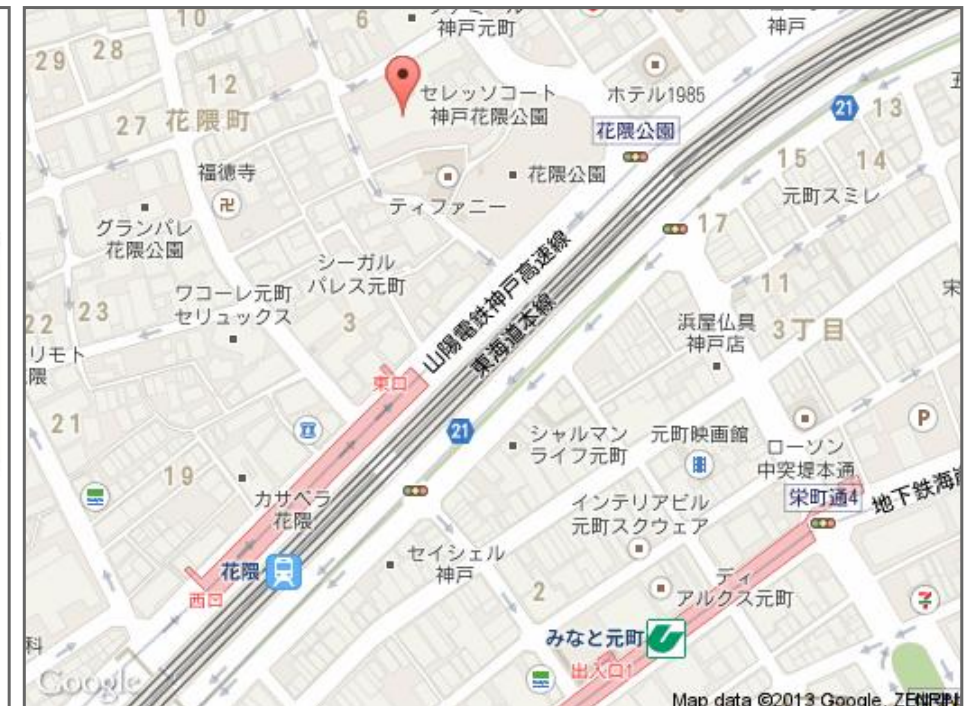 10
6
神戸元町
神戸
29
28
12
セレッソコート
神戸花隈公園
ホテル1985
21
13
27
花隈町
花隈公園
15
14
福徳寺
花隈公園
元町スミレ
ティファニー
17
グランパレ
花隈公園
シーガル
パレス元町
山陽電鉄神戸高速線
東海道本線
11
ワコーレ元町
セリュックス
23
22
3
浜屋仏具
神戸店
3丁目
リモト
隈
東口
21
21
シャルマン
ライフ元町
元町映画館
ローソン
中突堤本通
P
19
カサベラ
花隈
インテリアビル
元町スクウェア
栄町通4
地下鉄海岸
花隈
西口
セイシェル
神戸
2
ディ
アルクス元町
みなと元町
出入口1
7
科
Google
Map data ©2013 Google, ZENRIN